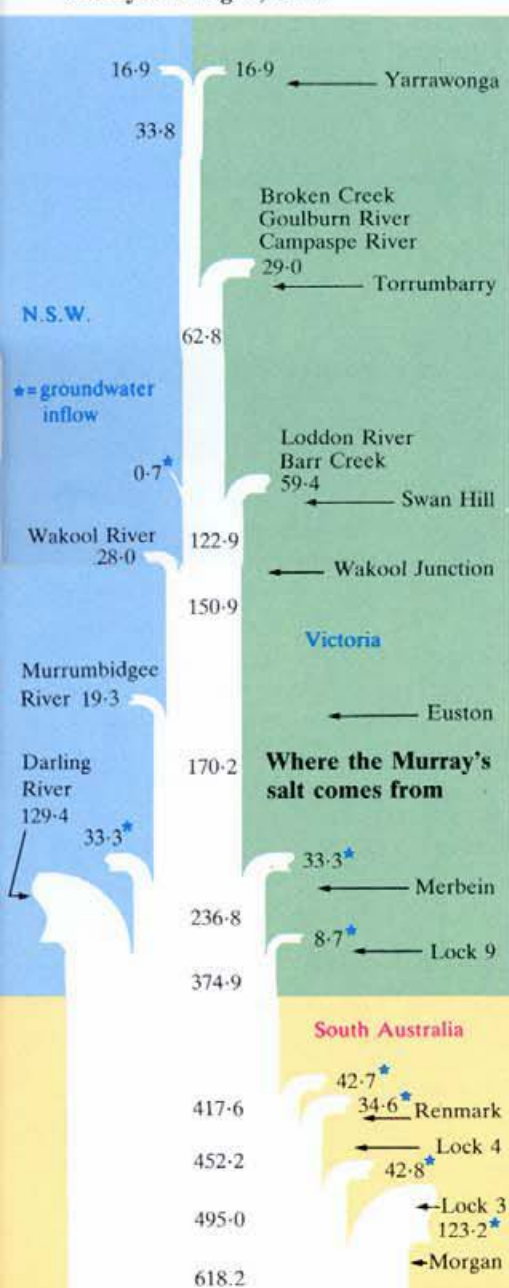 16·9
16·9
Yarrawonga
33·8
Broken Creek
Goulburn River
Campaspe River
29·0
Torrumbarry
N.S.W.
62·8
*=groundwater
inflow
Loddon River
Barr Creek
0·7*
59·4
Swan Hill
Wakool River
28·0
122·9
Wakool Junction
150·9
Victoria
Murrumbidgee
River 19·3
Euston
Darling
River
129·4
170·2
Where the Murray's
salt comes from
33·3*
33·3*
Merbein
236·8
8·7*
Lock 9
374·9
South Australia
42·7*
417·6
34·6*
Renmark
Lock 4
452·2
42·8*
Lock 3
495·0
123·2*
Morgan
618.2